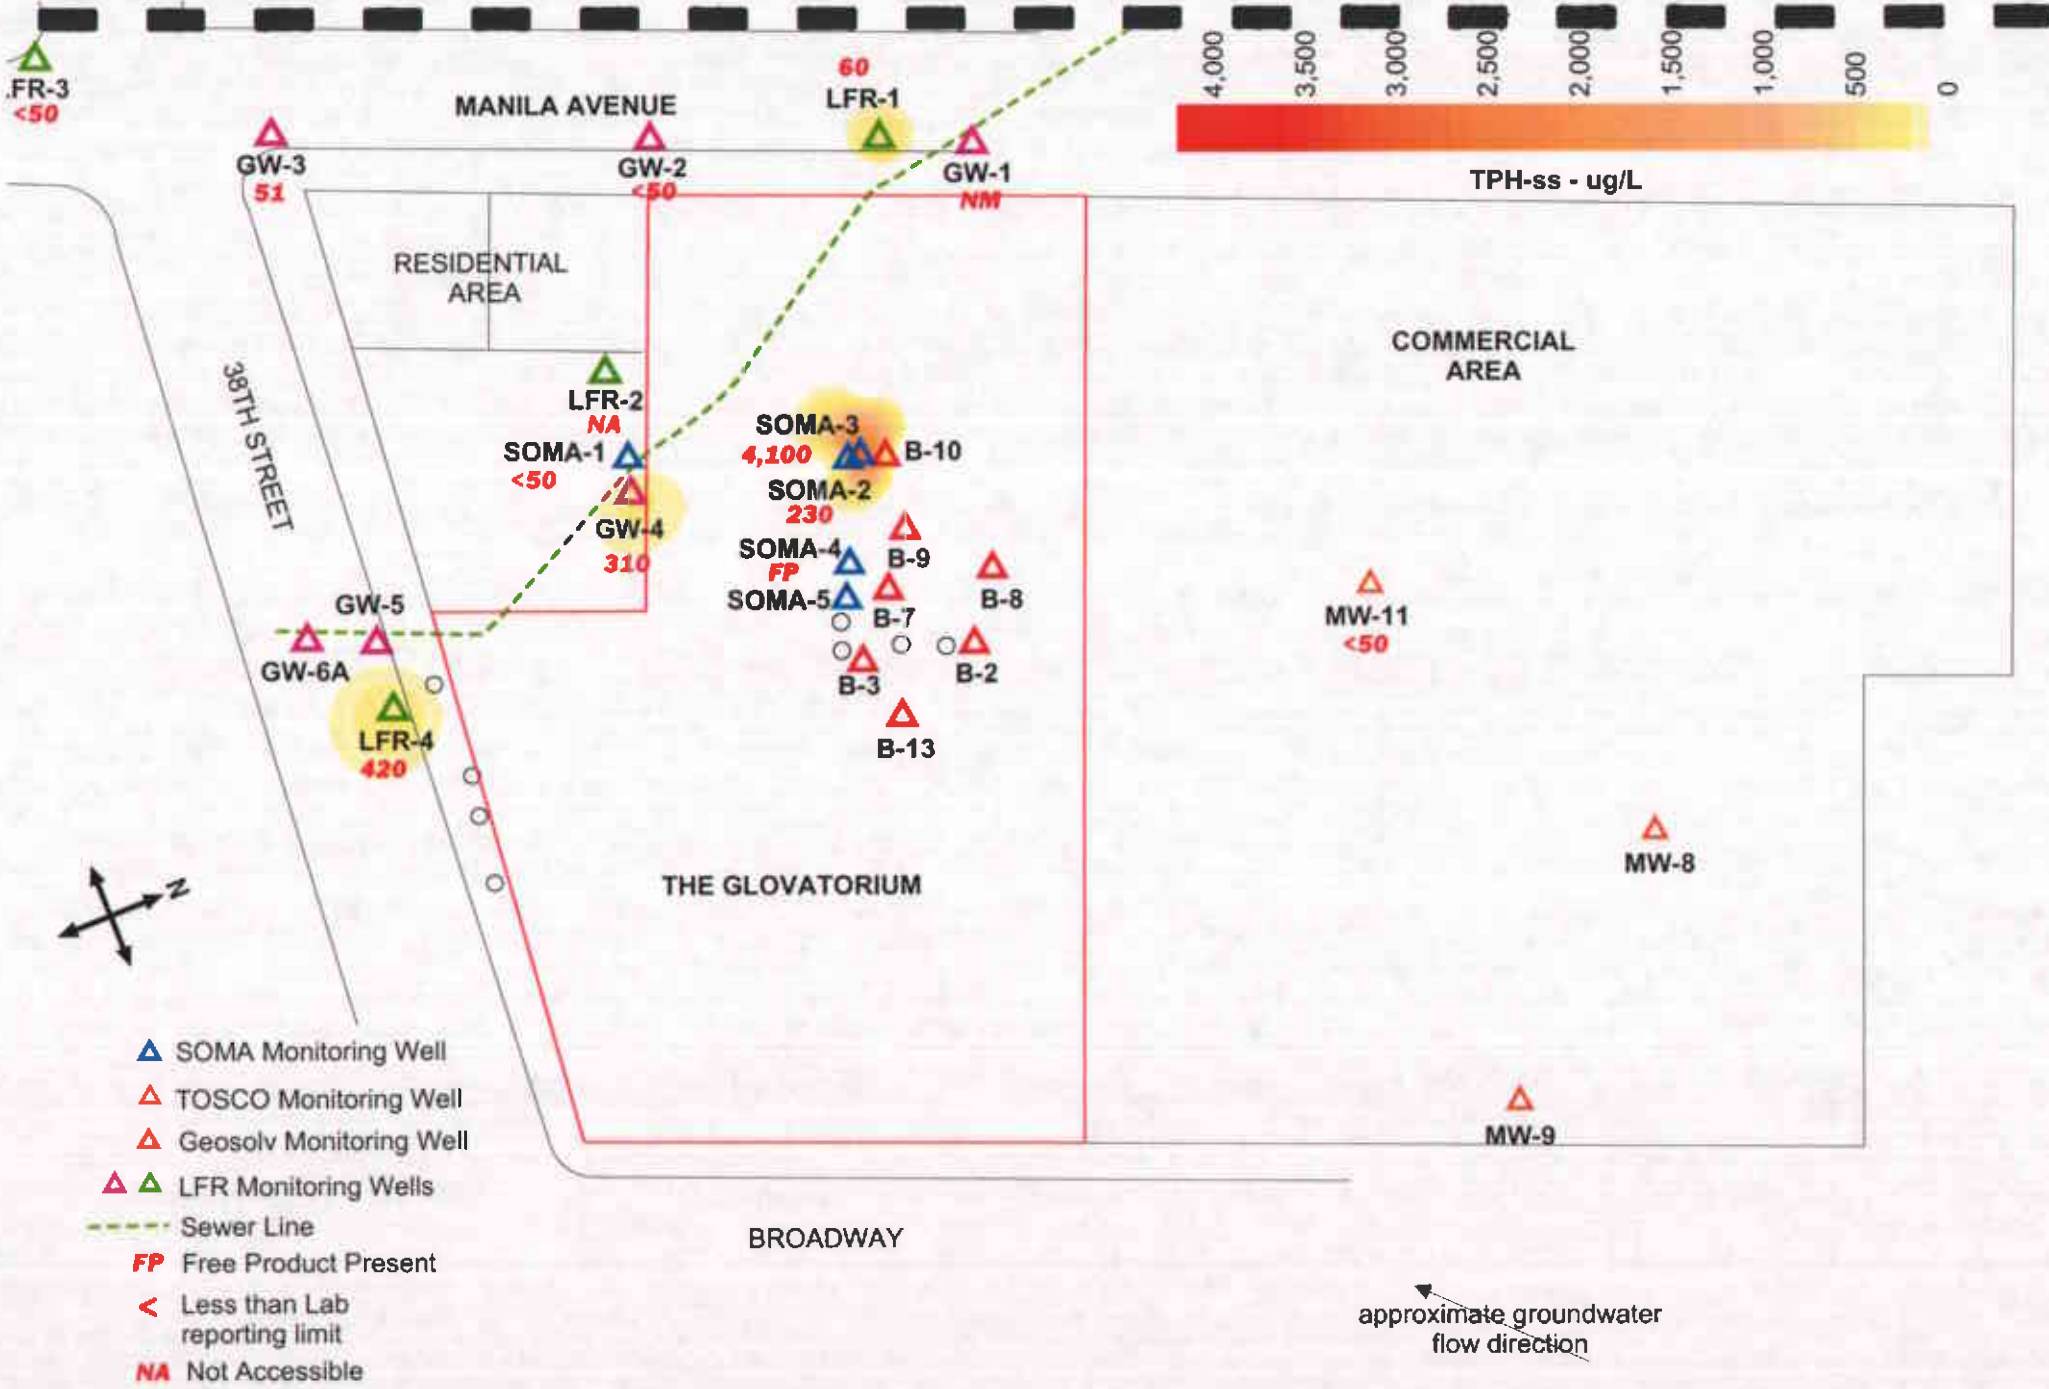 4,000
3,500
3,000
2,500
2,000
1,500
1,000
500
0
TPH-ss - ug/L
.FR-3
<50
MANILA AVENUE
60
LFR-1
GW-3
51
GW-2
<50
GW-1
NM
RESIDENTIAL
AREA
COMMERCIAL
AREA
38TH STREET
LFR-2
NA
SOMA-1
<50
SOMA-3
4,100
B-10
SOMA-2
230
GW-4
310
SOMA-4
FP
B-9
SOMA-5
B-7
B-8
GW-5
GW-6A
B-3
B-2
MW-11
<50
LFR-4
420
B-13
MW-8
N
THE GLOVATORIUM
MW-9
SOMA Monitoring Well
TOSCO Monitoring Well
Geosolv Monitoring Well
LFR Monitoring Wells
Sewer Line
FP Free Product Present
< Less than Lab
reporting limit
NA Not Accessible
BROADWAY
approximate groundwater
flow direction